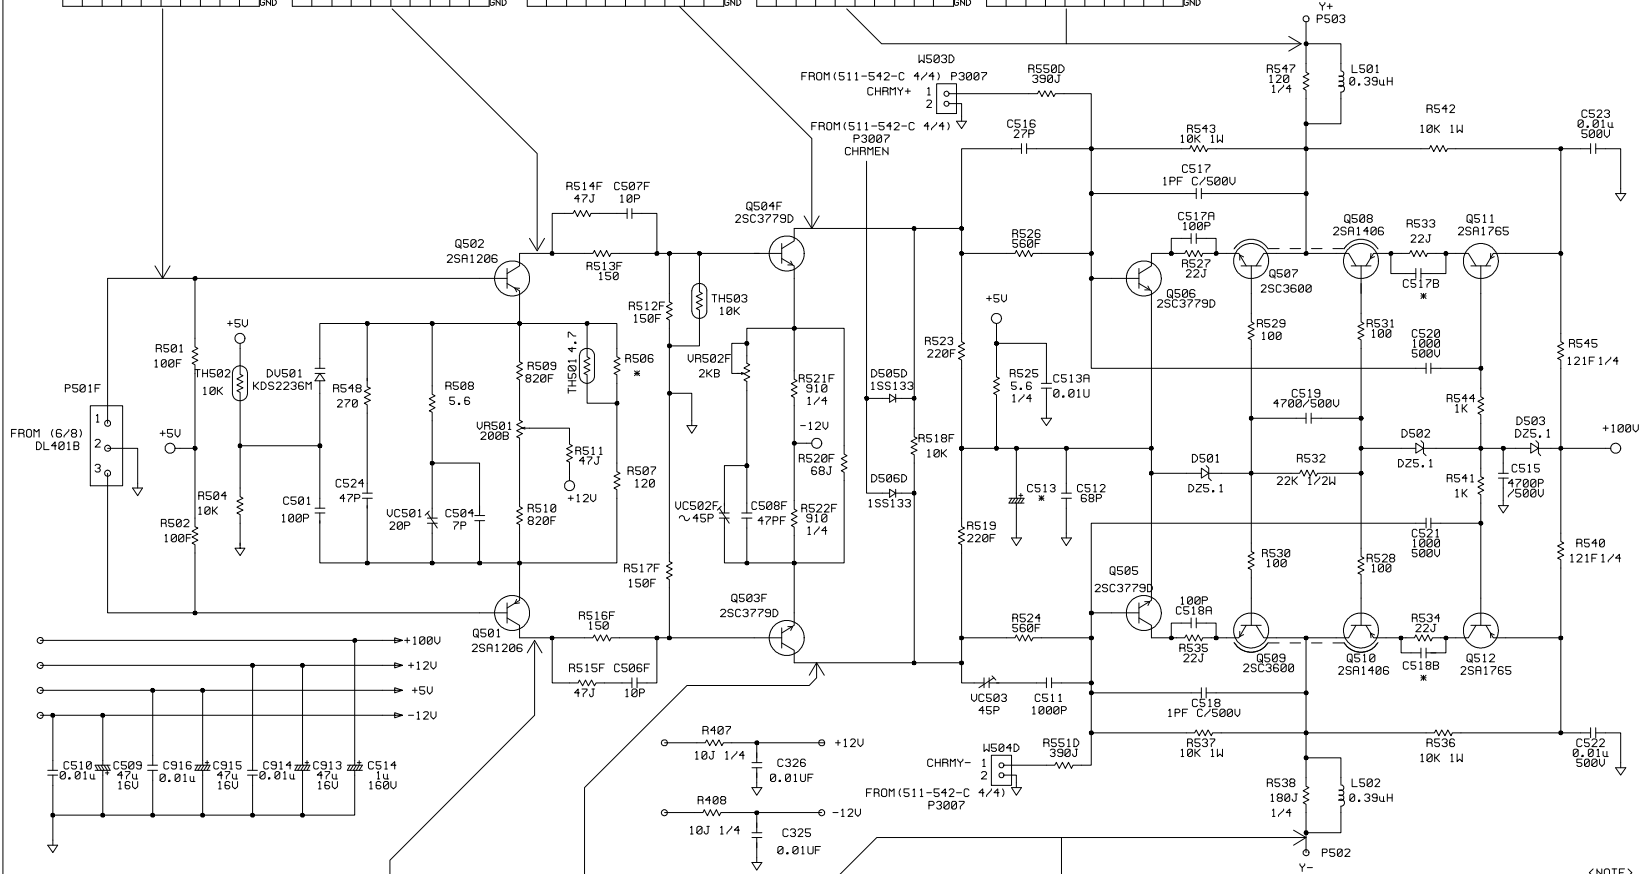 GND
GND
GND
GND
GND
Y+
P503
W503D
FROM(511-542-C 4/4) P3007
CHRMY+
1
2
R550D
390J
R547
120
1/4
L501
0.39uH
FROM(511-542-C 4/4)
P3007
CHRMEN
C516
27P
R543
10K 1W
R542
10K 1W
C523
0.01u
500V
C517
1PF C/500V
R514F
47J
C507F
10P
Q504F
2SC3779D
C517A
100P
Q508
2SA1406
R533
22J
Q511
2SA1765
Q502
2SA1206
R513F
150
R526
560F
R527
22J
Q507
2SC3600
C517B
*
Q506
2SC3779D
R512F
150F
TH503
10K
+5V
+5V
R529
100
R531
100
C520
1000
500V
R545
121F1/4
R501
100F
TH502
10K
DV501
KDS2236M
R548
270
R508
5.6
R509
820F
TH501 4.7
R506
*
VR502F
2KB
R521F
910
1/4
D505D
1SS133
R523
220F
R525
5.6
1/4
C513A
0.01U
C519
4700/500V
R544
1K
P501F
1
2
3
FROM (6/8)
DL401B
+5V
VR501
200B
R511
47J
+12V
-12V
R520F
68J
R518F
10K
D502
DZ5.1
D503
DZ5.1
+100V
R504
10K
C501
100P
C524
47P
VC501
20P
C504
7P
R510
820F
R507
120
VC502F
~45P
C508F
47PF
R522F
910
1/4
D506D
1SS133
D501
DZ5.1
R532
22K 1/2W
R541
1K
C515
4700P
/500V
C513
*
C512
68P
R502
100F
R519
220F
C521
1000
500V
R540
121F1/4
R530
100
R528
100
R517F
150F
Q505
2SC3779D
Q503F
2SC3779D
100P
C518A
R534
22J
Q501
2SA1206
R516F
150
R524
560F
R535
22J
Q509
2SC3600
Q510
2SA1406
C518B
*
Q512
2SA1765
R515F
47J
C506F
10P
VC503
45P
C511
1000P
C518
1PF C/500V
+100V
+12V
+5V
-12V
R407
10J 1/4
+12V
C326
0.01UF
W504D
CHRMY-
1
2
FROM(511-542-C 4/4)
P3007
R551D
390J
R537
10K 1W
R536
10K 1W
C522
0.01u
500V
C510
0.01u
C509
47u
16V
C916
0.01u
C915
47u
16V
C914
0.01u
C913
47u
16V
C514
1u
160V
R408
10J 1/4
-12V
C325
0.01UF
R538
180J
1/4
L502
0.39uH
P502
Y-
<NOTE>